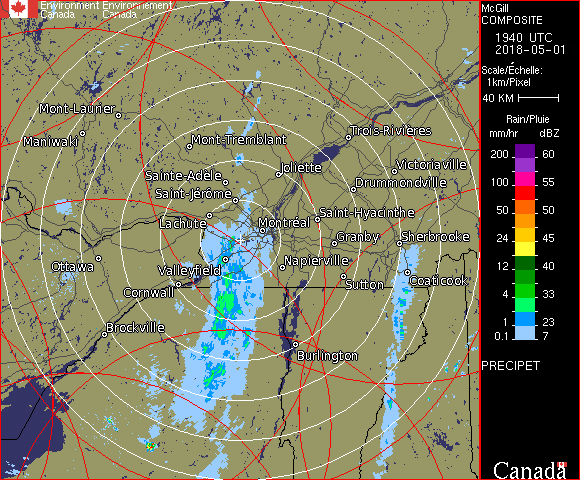 Environment Environnement
Canada Canada
McGill
COMPOSITE
1940 UTC
2018-05-01
Scale/Échelle:
1km/Pixel
40 KM
Rain/Pluie
mm/hr dBZ
200 60
100 55
50 50
24 45
12 40
4 33
1 23
0.1 7
PRECIPET
Canada
Mont-Laurier
Maniwaki
Mont-Tremblant
Trois-Rivières
Joliette
Victoriaville
Sainte-Adèle
Drummondville
Saint-Jérôme
Saint-Hyacinthe
Lachute
Montréal
Granby
Sherbrooke
Ottawa
Valleyfield
Napierville
Cornwall
Sutton
Coaticook
Brockville
Burlington